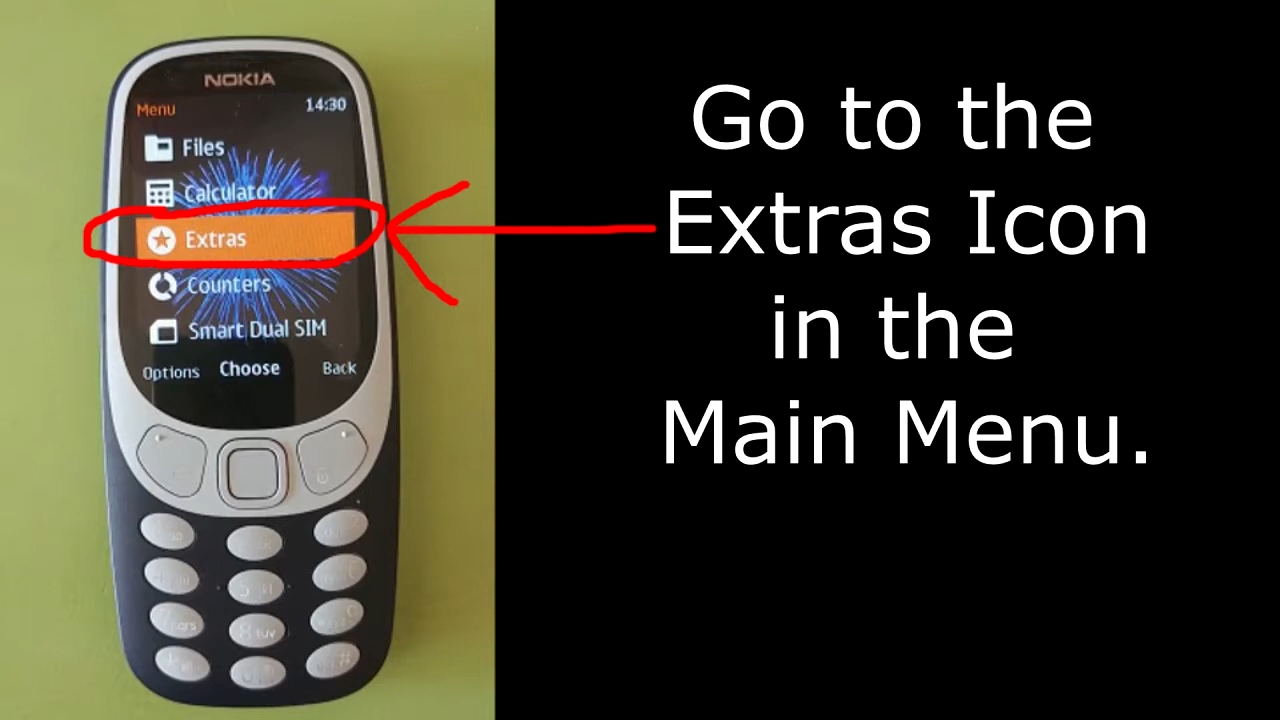 NOKIA
Menu 14:30
Files
Calculator
Extras
Counters
Smart Dual SIM
Options Choose Back
Go to the
Extras Icon
in the
Main Menu.